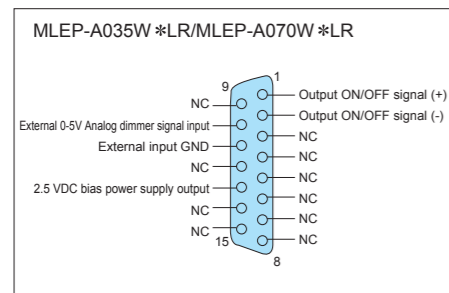 MLEP-A035W *LR/MLEP-A070W *LR
9
1
NC
Output ON/OFF signal (+)
External 0-5V Analog dimmer signal input
Output ON/OFF signal (-)
External input GND
NC
NC
NC
2.5 VDC bias power supply output
NC
NC
NC
NC
NC
15
NC
8